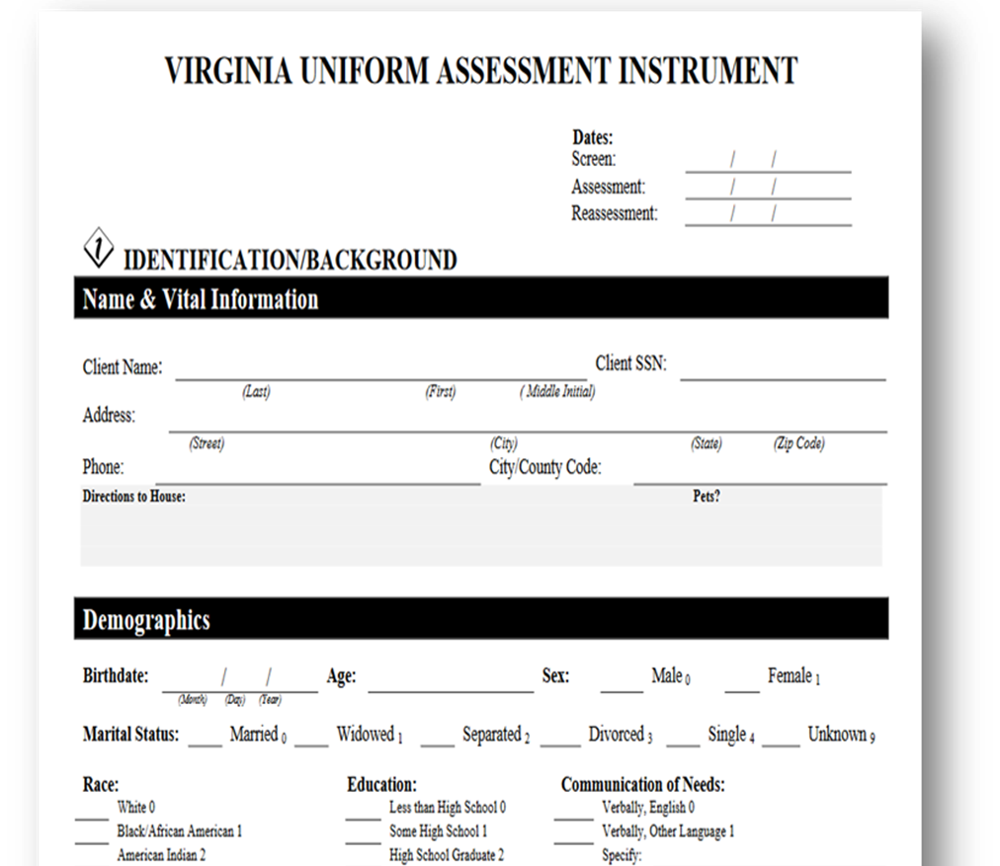 VIRGINIA UNIFORM ASSESSMENT INSTRUMENT
Dates:
Screen: / /
Assessment: / /
Reassessment: / /
1 IDENTIFICATION/BACKGROUND
Name & Vital Information
Client Name: Client SSN:
(Last) (First) ( Middle Initial)
Address:
(Street) (City) (State) (Zip Code)
Phone: City/County Code:
Directions to House: Pets?
Demographics
Birthdate: / / Age: Sex: Male 0 Female 1
(Month) (Day) (Year)
Marital Status: Married 0 Widowed 1 Separated 2 Divorced 3 Single 4 Unknown 9
Race: Education: Communication of Needs:
White 0 Less than High School 0 Verbally, English 0
Black/African American 1 Some High School 1 Verbally, Other Language 1
American Indian 2 High School Graduate 2 Specify: